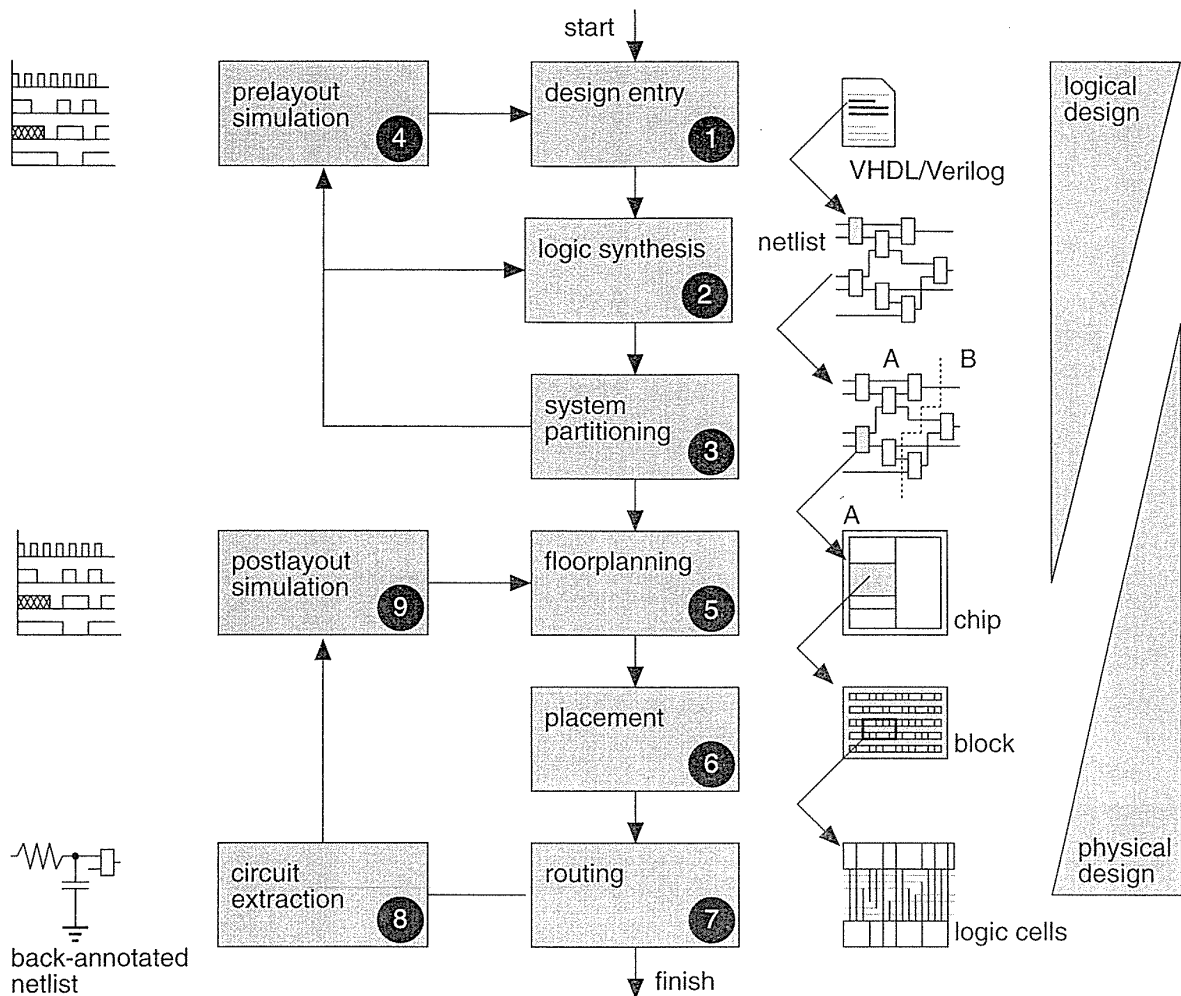 start
prelayout
simulation
4
design entry
1
VHDL/Verilog
logical
design
logic synthesis
2
netlist
system
partitioning
3
A
B
postlayout
simulation
9
floorplanning
5
A
chip
placement
6
block
circuit
extraction
8
routing
7
logic cells
physical
design
back-annotated
netlist
finish